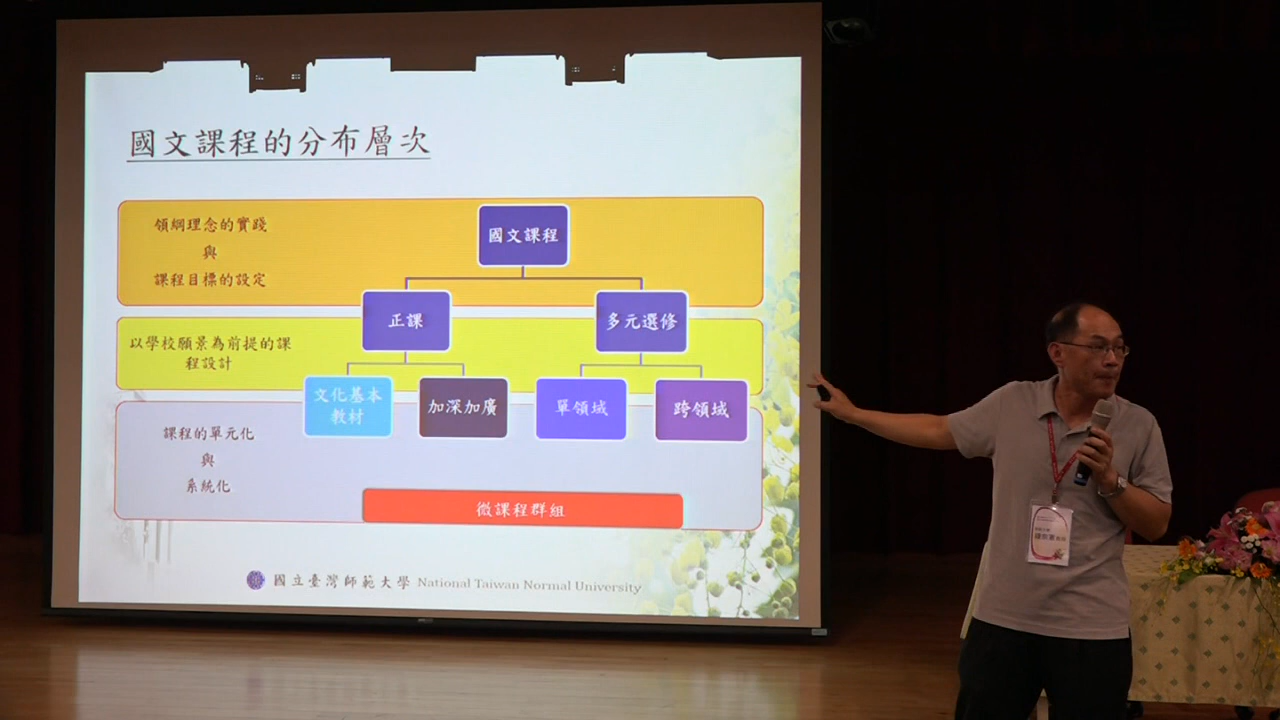 國文課程的分布層次
領綱理念的實踐
與
課程目標的設定
國文課程
正課
多元選修
以學校願景為前提的課
程設計
文化基本
教材
加深加廣
單領域
跨領域
課程的單元化
與
系統化
微課程群組
國立臺灣師範大學 National Taiwan Normal University